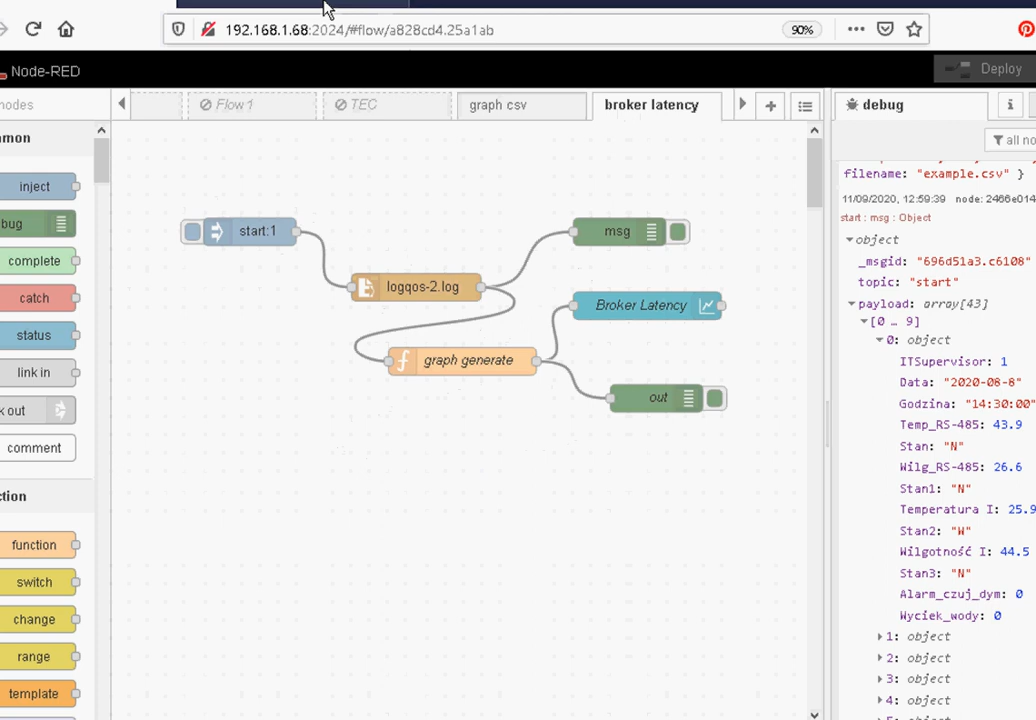 192.168.1.68:2024/#flow/a828cd4.25a1ab
90%
Node-RED
Deploy
nodes
Flow 1
TEC
graph csv
broker latency
debug
i
all no
mmon
inject
bug
complete
catch
status
link in
k out
comment
ction
function
switch
change
range
template
start:1
logqos-2.log
msg
Broker Latency
f
graph generate
out
filename: "example.csv" }
11/09/2020, 12:59:39 node: 2466e014
start : msg : Object
object
_msgid: "696d51a3.c6108"
topic: "start"
payload: array[43]
[0 … 9]
0: object
ITSupervisor: 1
Data: "2020-08-8"
Godzina: "14:30:00"
Temp_RS-485: 43.9
Stan: "N"
Wilg_RS-485: 26.6
Stan1: "N"
Temperatura I: 25.9
Stan2: "W"
Wilgotność I: 44.5
Stan3: "N"
Alarm_czuj_dym: 0
Wyciek_wody: 0
1: object
2: object
3: object
4: object